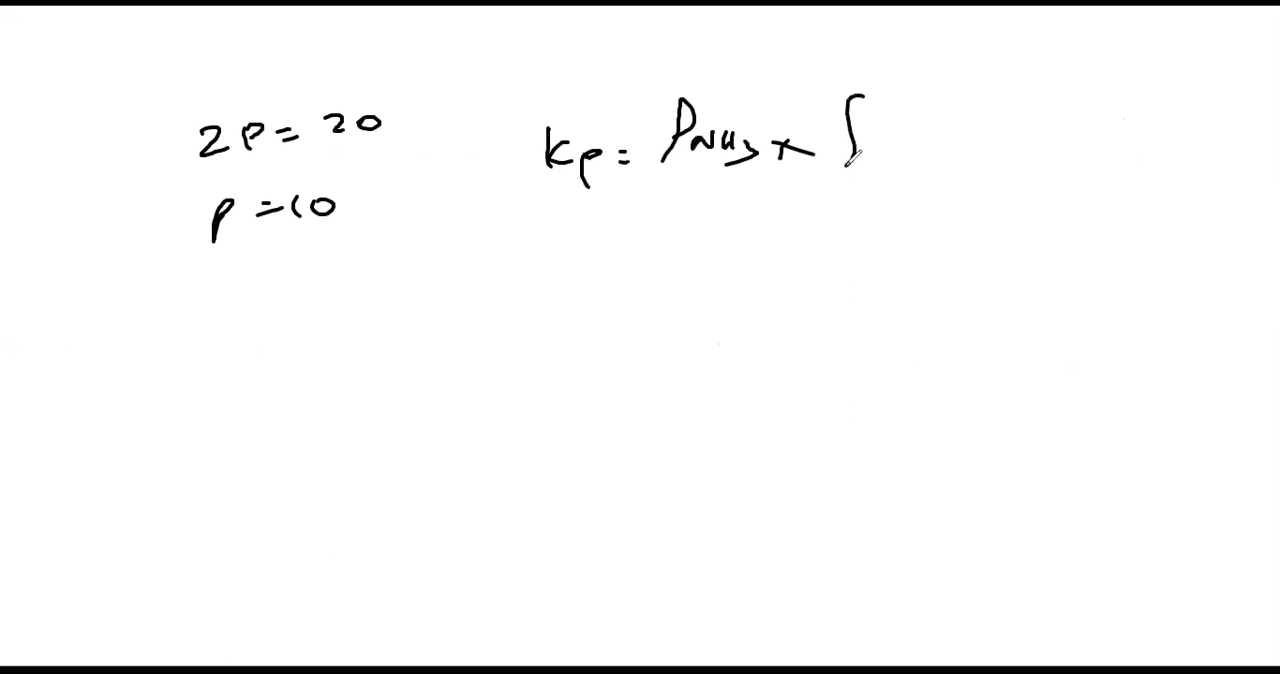 2P = 20
P = 10
Kp = PNH3 ×